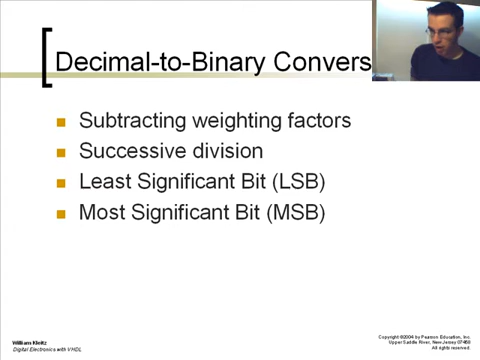 Decimal-to-Binary Convers
Subtracting weighting factors
Successive division
Least Significant Bit (LSB)
Most Significant Bit (MSB)
William Kleitz
Digital Electronics with VHDL
Copyright ©2004 by Pearson Education, Inc.
Upper Saddle River, New Jersey 07458
All rights reserved.